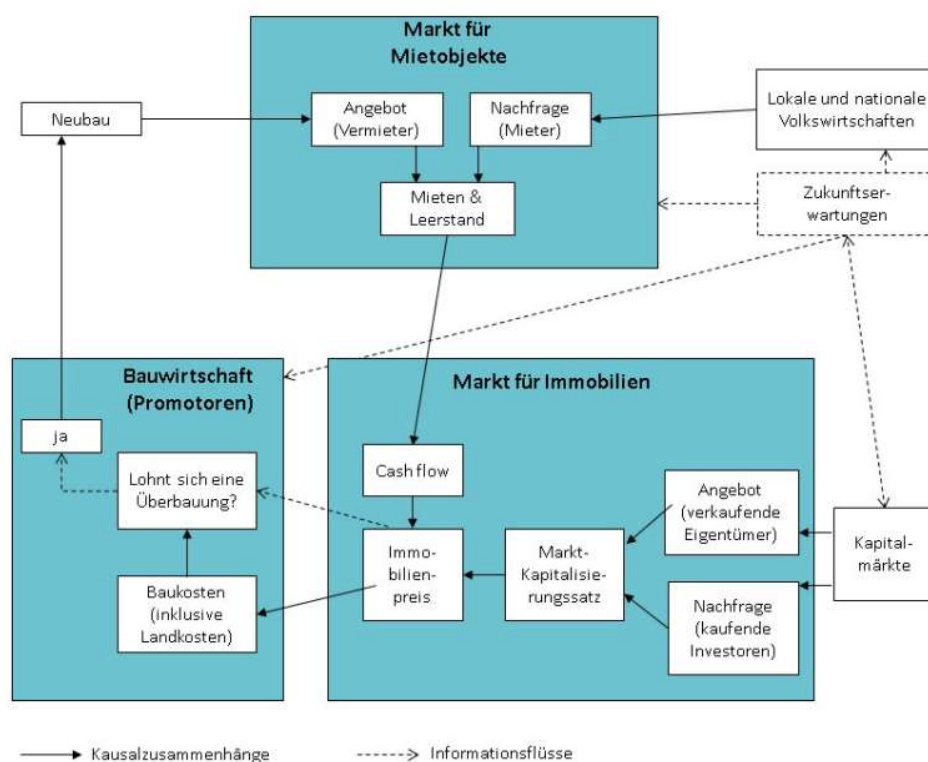 Markt für
Mietobjekte
Neubau
Angebot
(Vermieter)
Nachfrage
(Mieter)
Lokale und nationale
Volkswirtschaften
Mieten &
Leerstand
Zukunftser-
wartungen
Bauwirtschaft
(Promotoren)
ja
Lohnt sich eine
Überbauung?
Baukosten
(inklusive
Landkosten)
Markt für Immobilien
Cash flow
Immo-
bilien-
preis
Markt-
Kapitalisie-
rungssatz
Angebot
(verkaufende
Eigentümer)
Nachfrage
(kaufende
Investoren)
Kapital-
märkte
Kausalzusammenhänge
Informationsflüsse